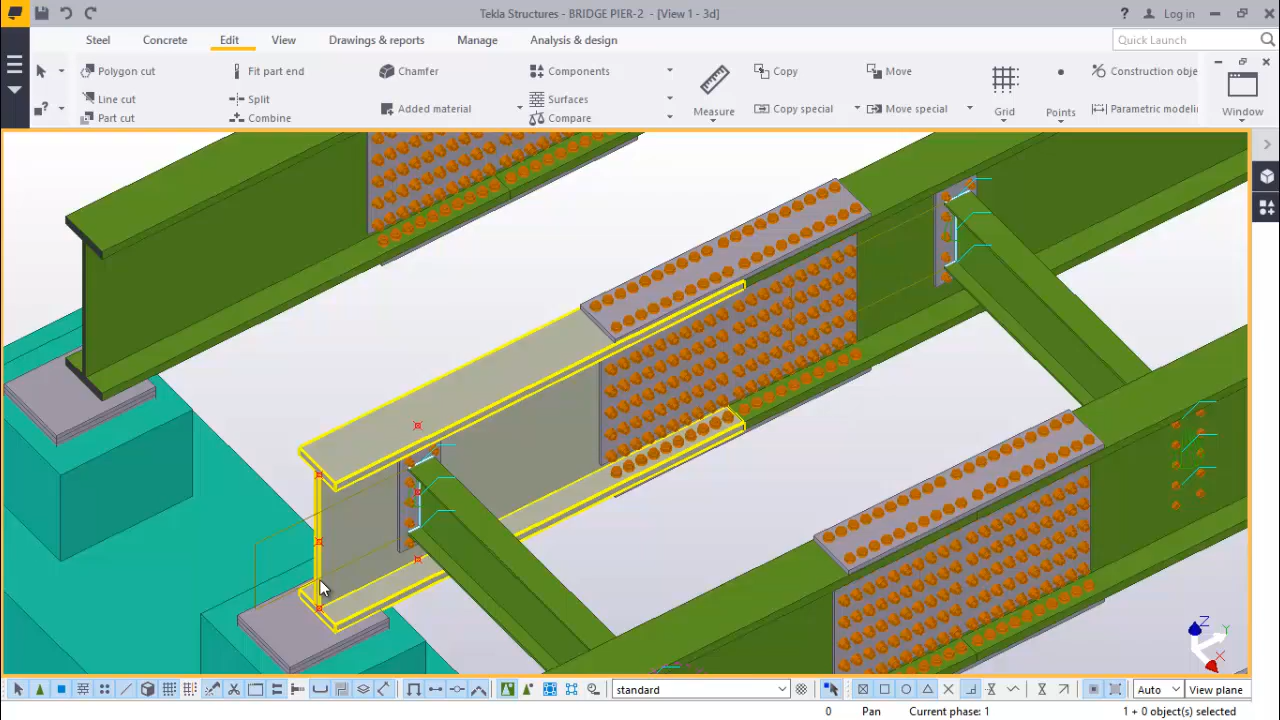 Tekla Structures - BRIDGE PIER-2 - [View 1 - 3d]
? Log in
Steel Concrete Edit View Drawings & reports Manage Analysis & design Quick Launch
Polygon cut Fit part end Chamfer Components Copy Move Construction obje
Line cut Split Surfaces
Part cut Combine Added material Compare Measure Copy special Move special Grid Points Parametric modelin Window
Z
Y
X
standard Auto View plane
0 Pan Current phase: 1 1 + 0 object(s) selected